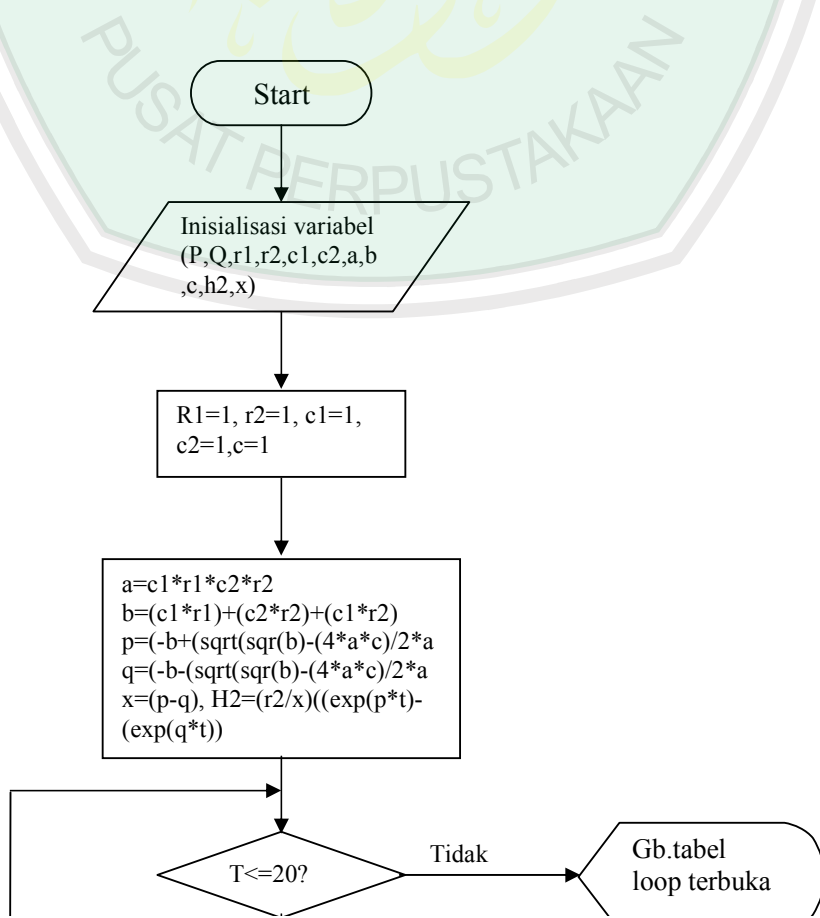 PUSAT PERPUSTAKAAN
Start
Inisialisasi variabel
(P,Q,r1,r2,c1,c2,a,b
,c,h2,x)
R1=1, r2=1, c1=1,
c2=1,c=1
a=c1*r1*c2*r2
b=(c1*r1)+(c2*r2)+(c1*r2)
p=(-b+(sqrt(sqr(b)-(4*a*c)/2*a
q=(-b-(sqrt(sqr(b)-(4*a*c)/2*a
x=(p-q), H2=(r2/x)((exp(p*t)-
(exp(q*t))
T<=20?
Tidak
Gb.tabel
loop terbuka